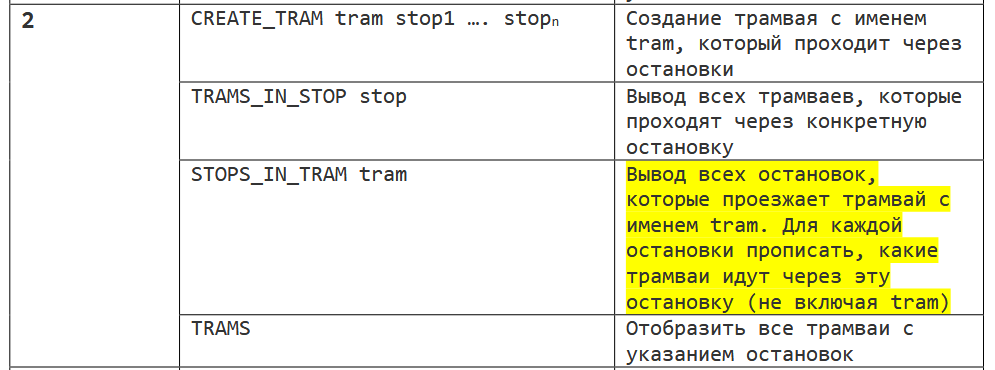 2
CREATE_TRAM tram stop1 …. stopₙ
Создание трамвая с именем
tram, который проходит через
остановки
TRAMS_IN_STOP stop
Вывод всех трамваев, которые
проходят через конкретную
остановку
STOPS_IN_TRAM tram
Вывод всех остановок,
которые проезжает трамвай с
именем tram. Для каждой
остановки прописать, какие
трамваи идут через эту
остановку (не включая tram)
TRAMS
Отобразить все трамваи с
указанием остановок